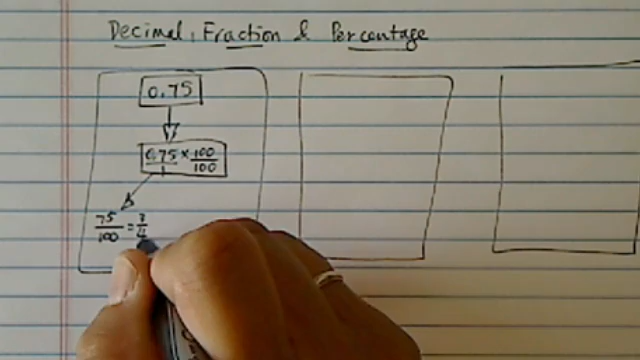 Decimal, Fraction & Percentage
0.75
0.75 × 100/100
75/100 = 3/4